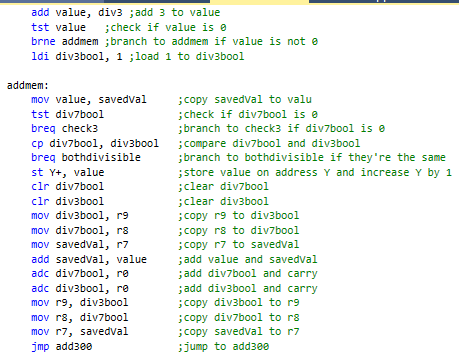 add value, div3 ;add 3 to value
tst value ;check if value is 0
brne addmem ;branch to addmem if value is not 0
ldi div3bool, 1 ;load 1 to div3bool
addmem:
mov value, savedVal ;copy savedVal to valu
tst div7bool ;check if div7bool is 0
breq check3 ;branch to check3 if div7bool is 0
cp div7bool, div3bool ;compare div7bool and div3bool
breq bothdivisible ;branch to bothdivisible if they're the same
st Y+, value ;store value on address Y and increase Y by 1
clr div7bool ;clear div7bool
clr div3bool ;clear div3bool
mov div3bool, r9 ;copy r9 to div3bool
mov div7bool, r8 ;copy r8 to div7bool
mov savedVal, r7 ;copy r7 to savedVal
add savedVal, value ;add value and savedVal
adc div7bool, r0 ;add div7bool and carry
adc div3bool, r0 ;add div3bool and carry
mov r9, div3bool ;copy div3bool to r9
mov r8, div7bool ;copy div7bool to r8
mov r7, savedVal ;copy savedVal to r7
jmp add300 ;jump to add300